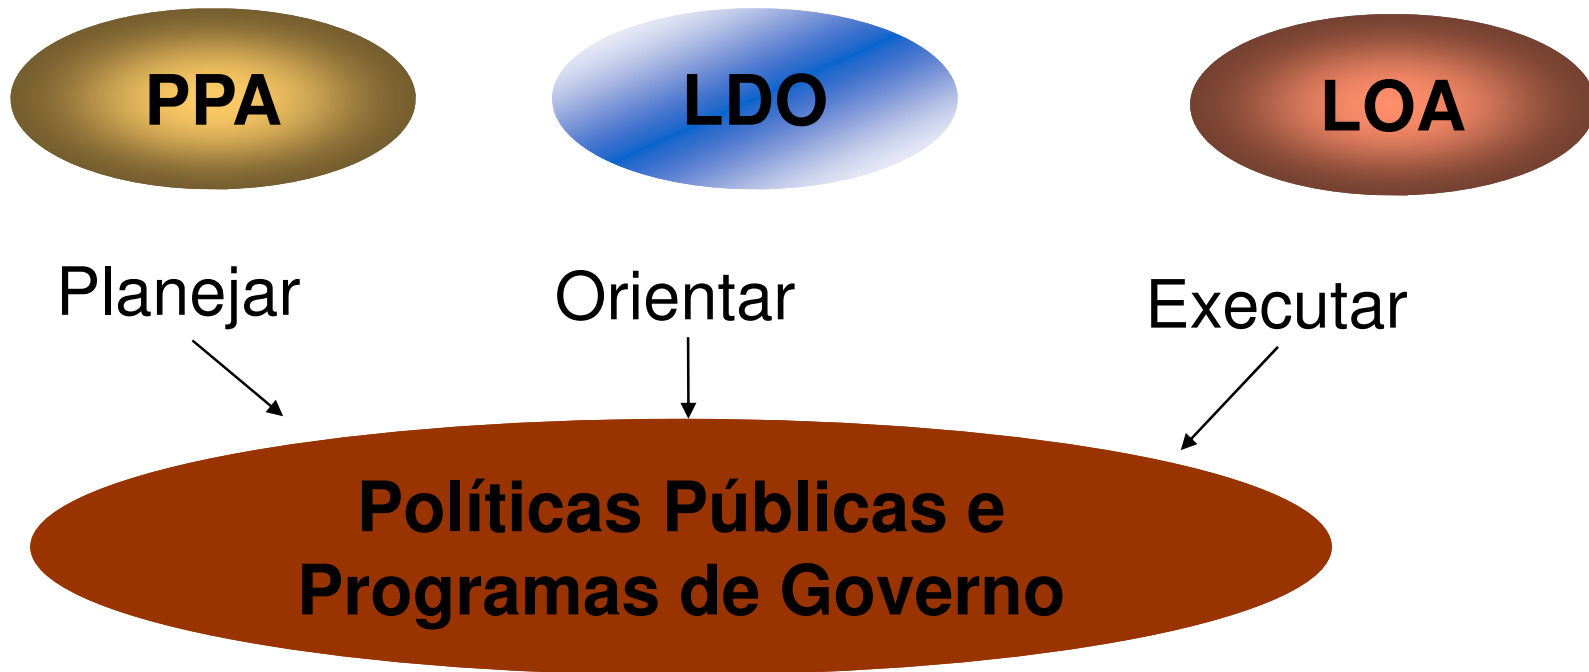 PPA
LDO
LOA
Planejar
Orientar
Executar
Políticas Públicas e
Programas de Governo